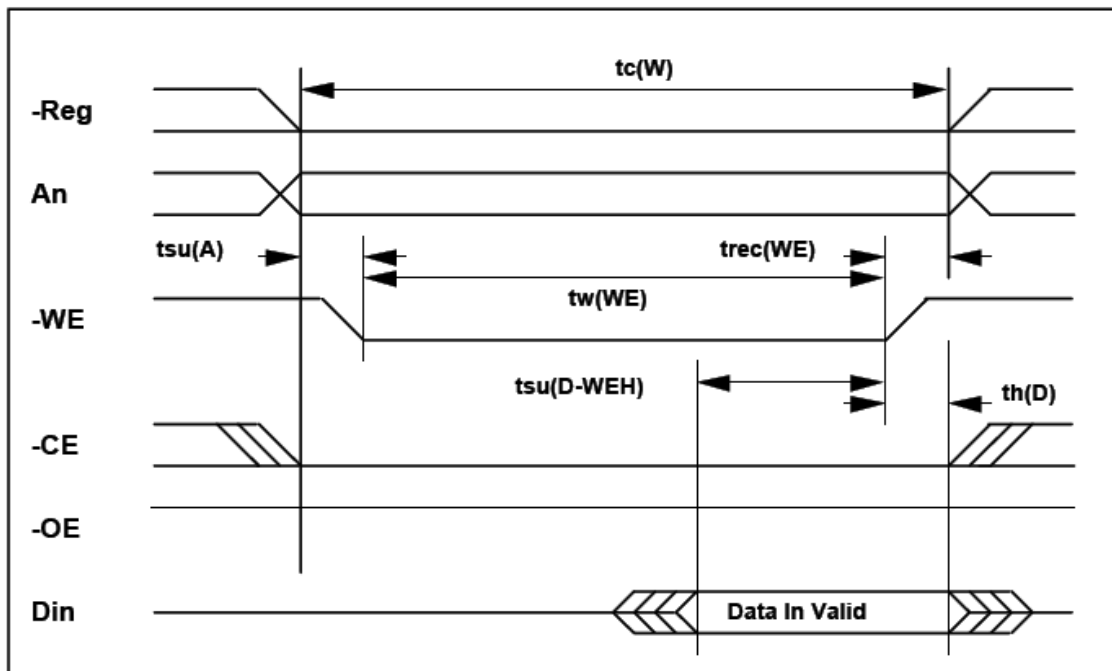 tc(W)
-Reg
An
tsu(A)
trec(WE)
tw(WE)
-WE
tsu(D-WEH)
th(D)
-CE
-OE
Din
Data In Valid